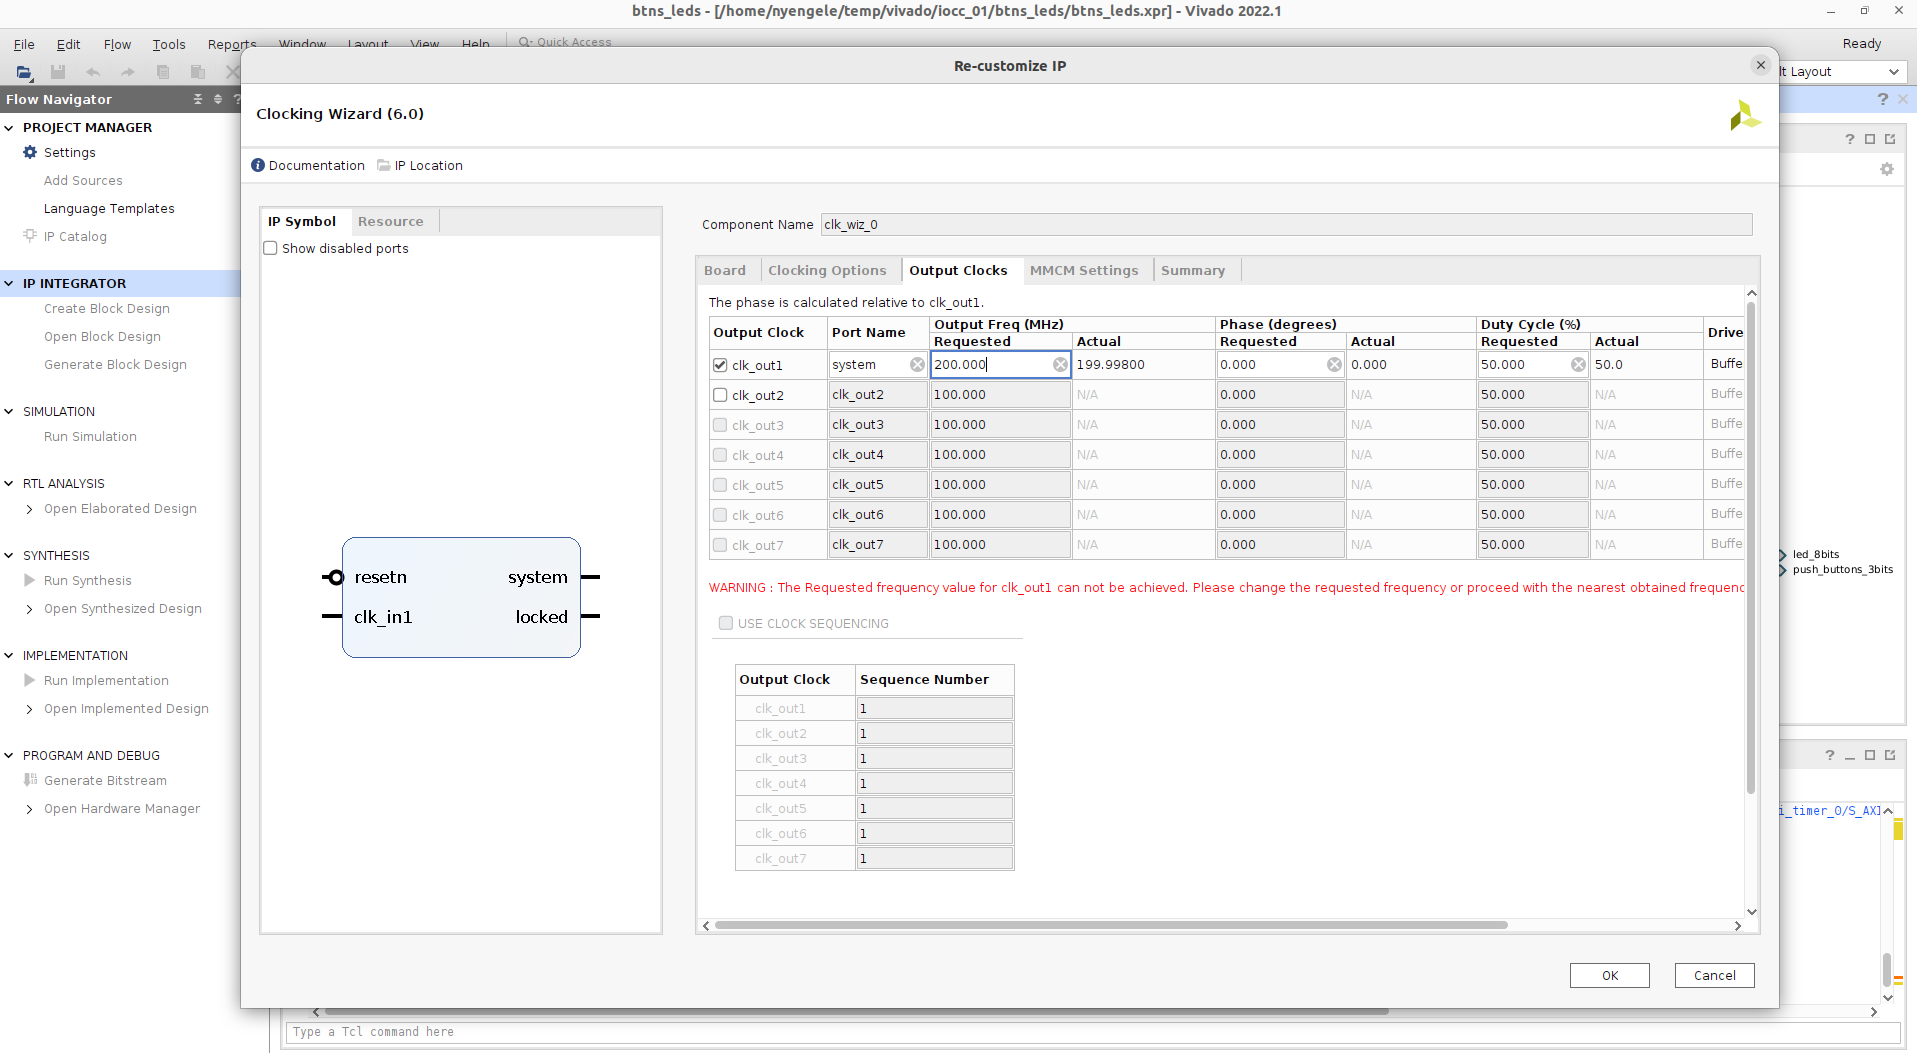 btns_leds - [/home/nyengele/temp/vivado/iocc_01/btns_leds/btns_leds.xpr] - Vivado 2022.1
File Edit Flow Tools Reports Window Layout View Help Quick Access
Ready
lt Layout
Flow Navigator
PROJECT MANAGER
Settings
Add Sources
Language Templates
IP Catalog
IP INTEGRATOR
Create Block Design
Open Block Design
Generate Block Design
SIMULATION
Run Simulation
RTL ANALYSIS
Open Elaborated Design
SYNTHESIS
Run Synthesis
Open Synthesized Design
IMPLEMENTATION
Run Implementation
Open Implemented Design
PROGRAM AND DEBUG
Generate Bitstream
Open Hardware Manager
Re-customize IP
Clocking Wizard (6.0)
Documentation IP Location
IP Symbol Resource
Show disabled ports
resetn system
clk_in1 locked
Component Name clk_wiz_0
Board Clocking Options Output Clocks MMCM Settings Summary
The phase is calculated relative to clk_out1.
Output Clock Port Name Output Freq (MHz) Phase (degrees) Duty Cycle (%) Drive
Requested Actual Requested Actual Requested Actual
clk_out1 system 200.000 199.99800 0.000 0.000 50.000 50.0 Buffe
clk_out2 clk_out2 100.000 N/A 0.000 N/A 50.000 N/A Buffe
clk_out3 clk_out3 100.000 N/A 0.000 N/A 50.000 N/A Buffe
clk_out4 clk_out4 100.000 N/A 0.000 N/A 50.000 N/A Buffe
clk_out5 clk_out5 100.000 N/A 0.000 N/A 50.000 N/A Buffe
clk_out6 clk_out6 100.000 N/A 0.000 N/A 50.000 N/A Buffe
clk_out7 clk_out7 100.000 N/A 0.000 N/A 50.000 N/A Buffe
WARNING : The Requested frequency value for clk_out1 can not be achieved. Please change the requested frequency or proceed with the nearest obtained frequenc
USE CLOCK SEQUENCING
Output Clock Sequence Number
clk_out1 1
clk_out2 1
clk_out3 1
clk_out4 1
clk_out5 1
clk_out6 1
clk_out7 1
OK Cancel
led_8bits
push_buttons_3bits
i_timer_0/S_AXI
Type a Tcl command here